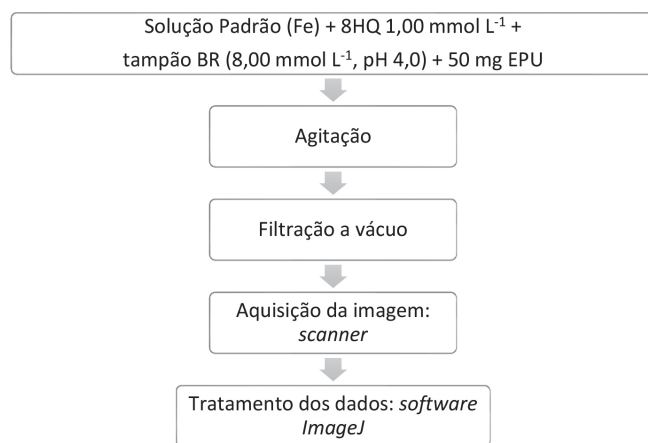 Solução Padrão (Fe) + 8HQ 1,00 mmol L⁻¹ +
tampão BR (8,00 mmol L⁻¹, pH 4,0) + 50 mg EPU
Agitação
Filtração a vácuo
Aquisição da imagem:
scanner
Tratamento dos dados: software
ImageJ